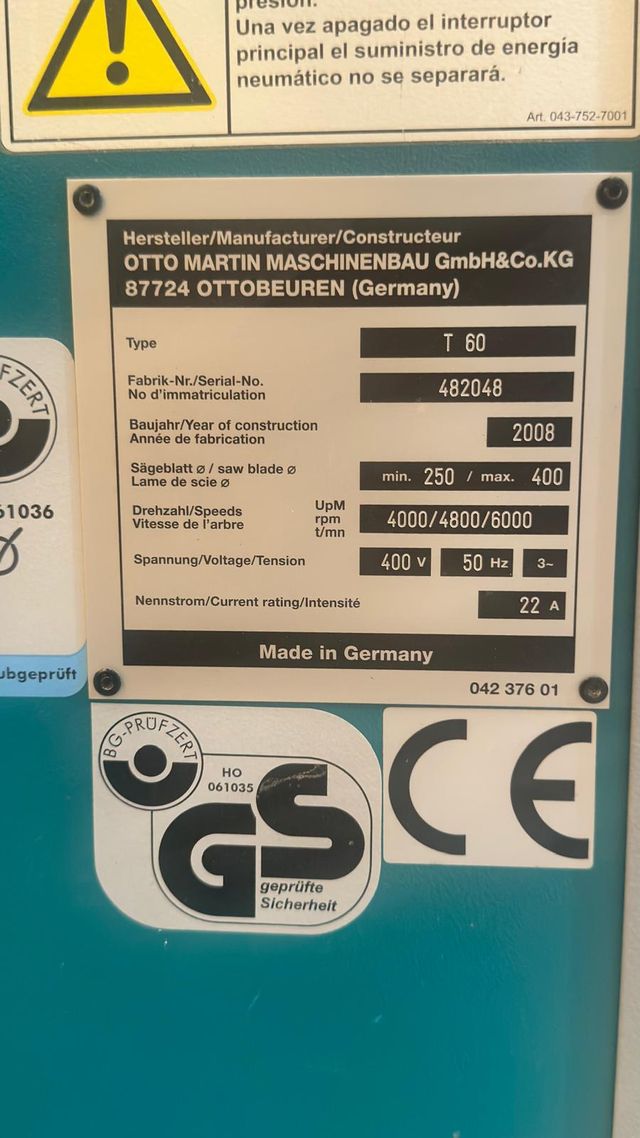 presión.
Una vez apagado el interruptor
principal el suministro de energía
neumático no se separará.
Art. 043-752-7001
Hersteller/Manufacturer/Constructeur
OTTO MARTIN MASCHINENBAU GmbH&Co.KG
87724 OTTOBEUREN (Germany)
Type T 60
Fabrik-Nr./Serial-No.
No d'immatriculation 482048
Baujahr/Year of construction
Année de fabrication 2008
Sägeblatt ø / saw blade ø
Lame de scie ø min. 250 / max. 400
Drehzahl/Speeds UpM
Vitesse de l'arbre rpm 4000/4800/6000
t/mn
Spannung/Voltage/Tension 400 V 50 Hz 3~
Nennstrom/Current rating/Intensité 22 A
Made in Germany
042 376 01
FZERT
61036
ubgeprüft
BG-PRÜFZERT
HO
061035
GS
geprüfte
Sicherheit
CE